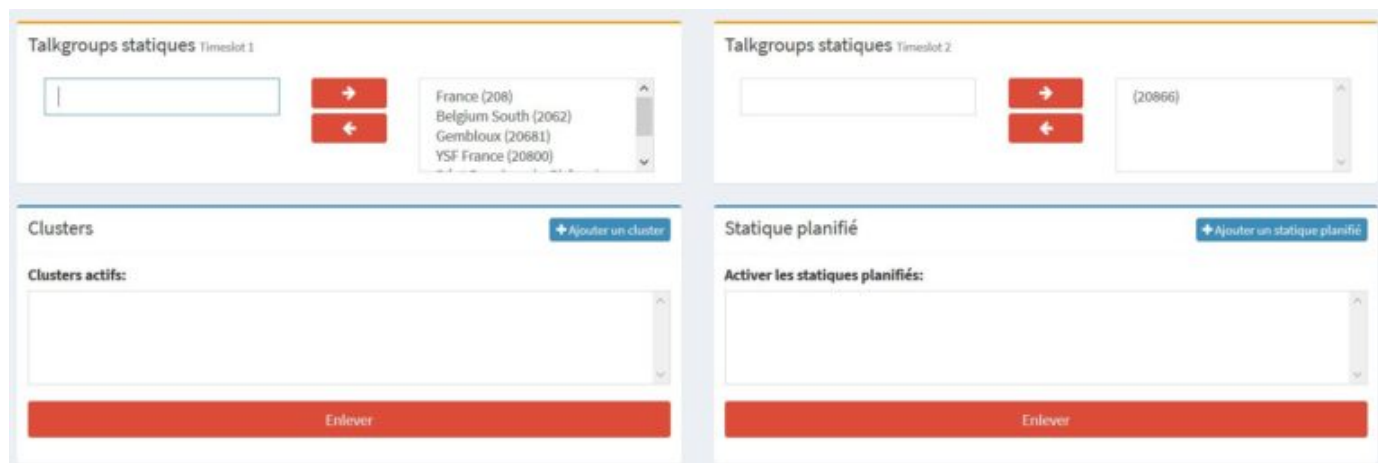 Talkgroups statiques Timeslot 1
France (208)
Belgium South (2062)
Gembloux (20681)
YSF France (20800)
Talkgroups statiques Timeslot 2
(20866)
Clusters
Ajouter un cluster
Clusters actifs:
Enlever
Statique planifié
Ajouter un statique planifié
Activer les statiques planifiés:
Enlever